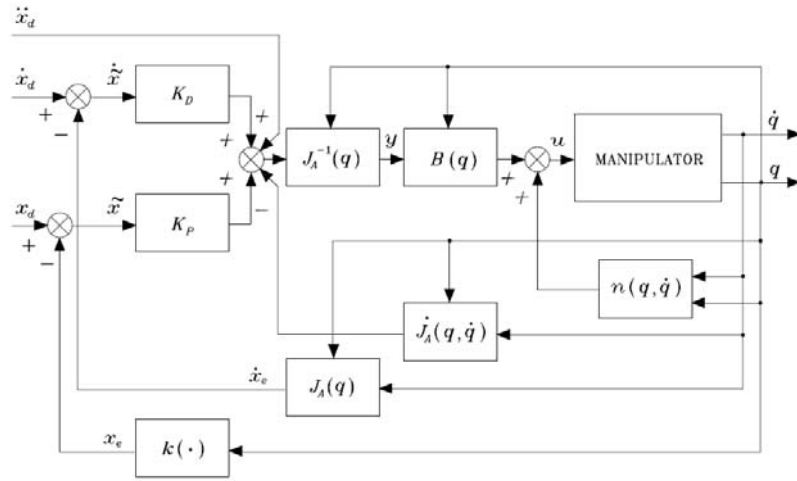 ẍ_d
ẋ_d
+
−
x̃̇
K_D
+
+
+
−
J_A⁻¹(q)
y
B(q)
+
+
u
MANIPULATOR
q̇
q
x_d
+
−
x̃
K_P
n(q, q̇)
J̇_A(q, q̇)
ẋ_e
J_A(q)
x_e
k(·)